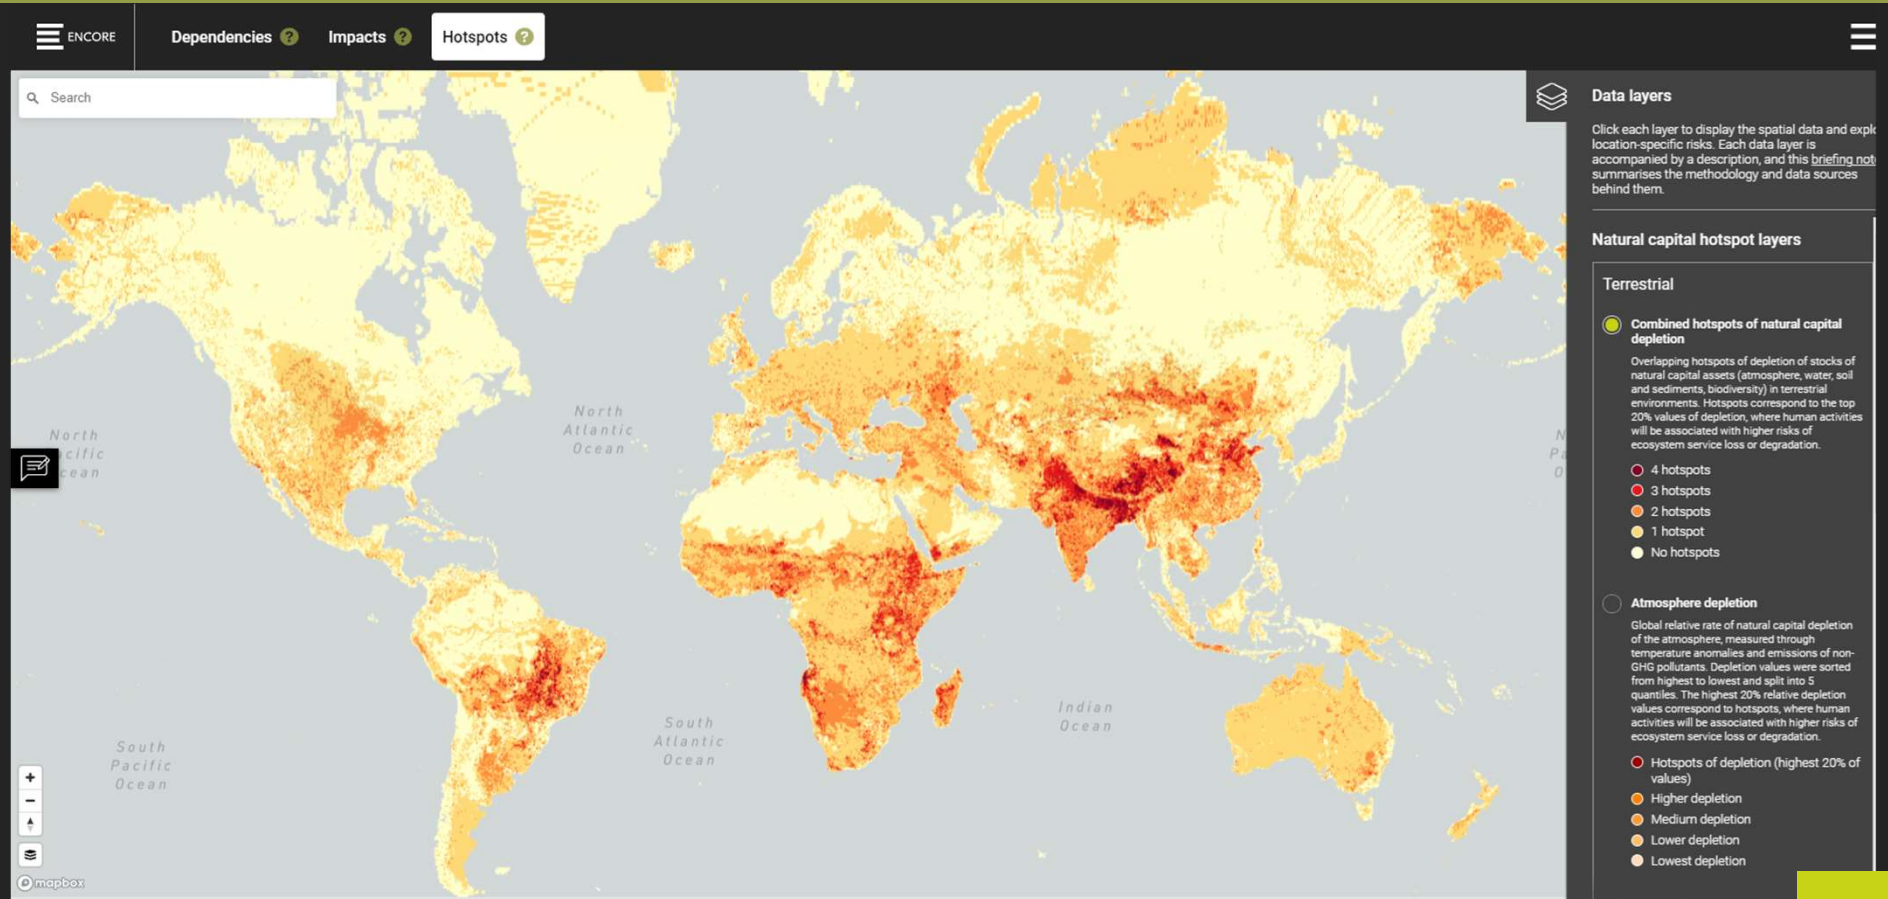 ENCORE
Dependencies ?
Impacts ?
Hotspots ?
Search
Data layers
Click each layer to display the spatial data and explo
location-specific risks. Each data layer is
accompanied by a description, and this briefing note
summarises the methodology and data sources
behind them.
Natural capital hotspot layers
Terrestrial
Combined hotspots of natural capital
depletion
Overlapping hotspots of depletion of stocks of
natural capital assets (atmosphere, water, soil
and sediments, biodiversity) in terrestrial
environments. Hotspots correspond to the top
20% values of depletion, where human activities
will be associated with higher risks of
ecosystem service loss or degradation.
4 hotspots
3 hotspots
2 hotspots
1 hotspot
No hotspots
Atmosphere depletion
Global relative rate of natural capital depletion
of the atmosphere, measured through
temperature anomalies and emissions of non-
GHG pollutants. Depletion values were sorted
from highest to lowest and split into 5
quantiles. The highest 20% relative depletion
values correspond to hotspots, where human
activities will be associated with higher risks of
ecosystem service loss or degradation.
Hotspots of depletion (highest 20% of
values)
Higher depletion
Medium depletion
Lower depletion
Lowest depletion
North
Atlantic
Ocean
North
acific
cean
N
Pa
O
South
Pacific
Ocean
South
Atlantic
Ocean
Indian
Ocean
mapbox